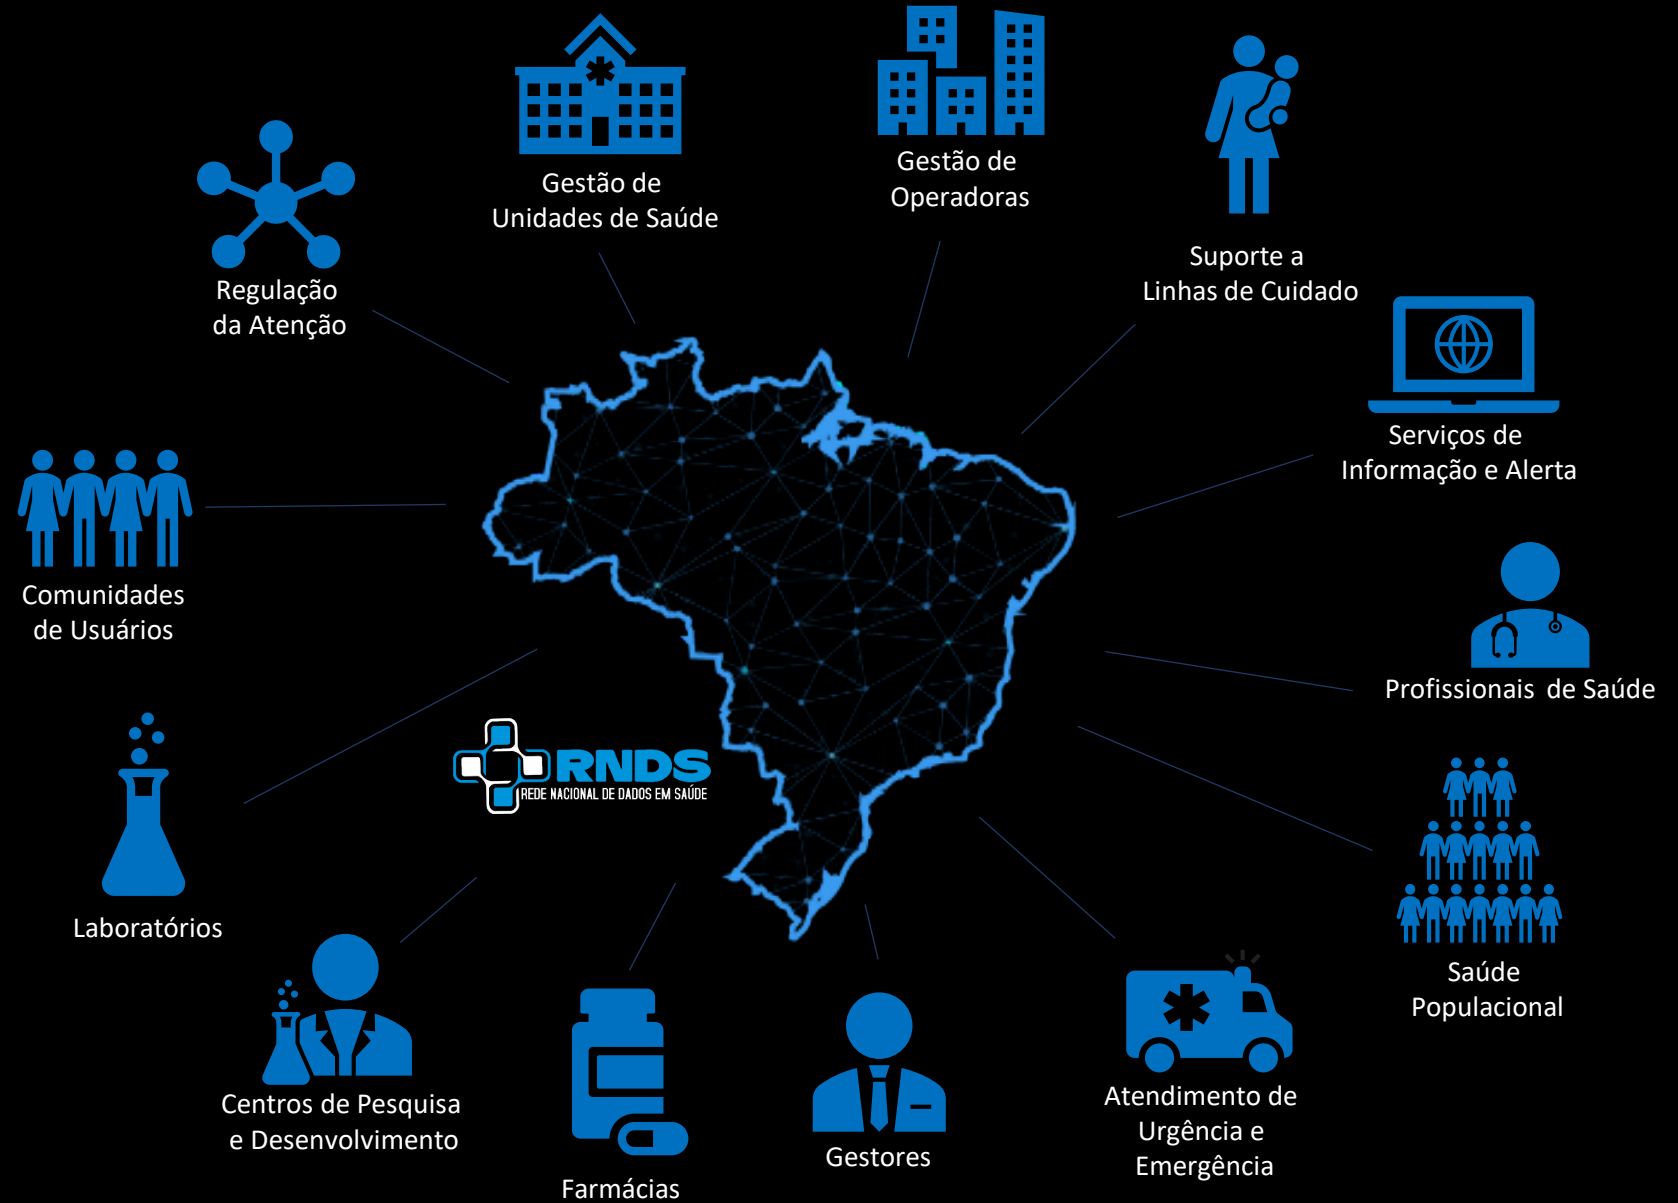 Gestão de
Unidades de Saúde
Gestão de
Operadoras
Suporte a
Linhas de Cuidado
Regulação
da Atenção
Serviços de
Informação e Alerta
Comunidades
de Usuários
Profissionais de Saúde
RNDS
REDE NACIONAL DE DADOS EM SAÚDE
Laboratórios
Saúde
Populacional
Centros de Pesquisa
e Desenvolvimento
Farmácias
Gestores
Atendimento de
Urgência e
Emergência